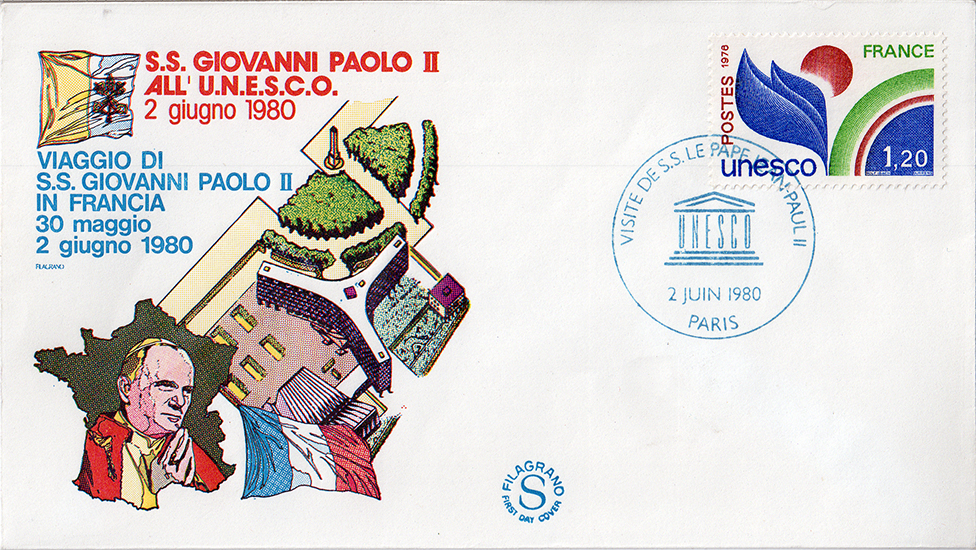 S.S. GIOVANNI PAOLO II
ALL' U.N.E.S.C.O.
2 giugno 1980
VIAGGIO DI
S.S. GIOVANNI PAOLO II
IN FRANCIA
30 maggio
2 giugno 1980
FILAGRANO
POSTES 1976
FRANCE
unesco
1,20
VISITE DE S.S. LE PAPE JEAN-PAUL II
UNESCO
2 JUIN 1980
PARIS
FILAGRANO
S
FIRST DAY COVER